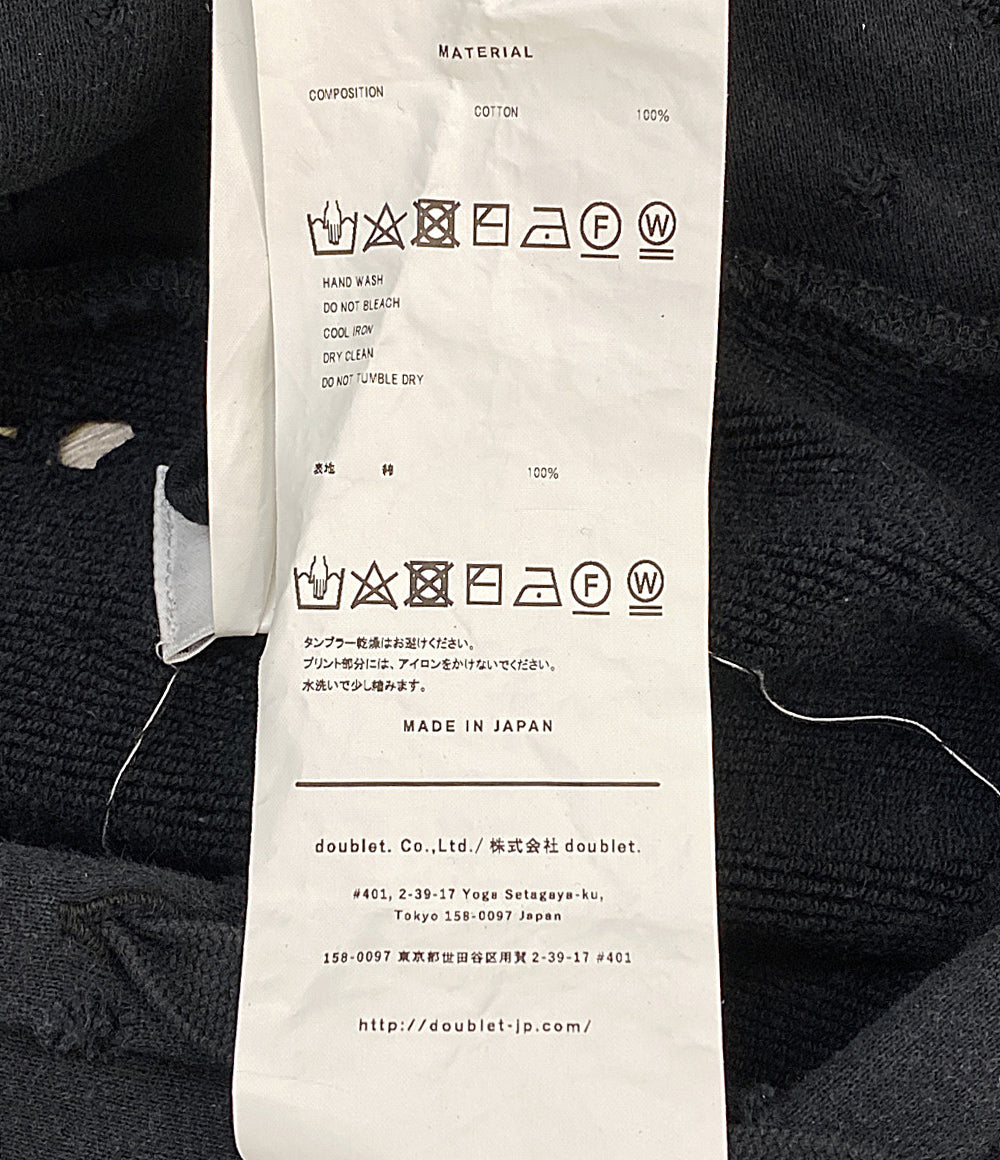 MATERIAL
COMPOSITION
COTTON 100%
F W
HAND WASH
DO NOT BLEACH
COOL IRON
DRY CLEAN
DO NOT TUMBLE DRY
表地 綿 100%
F W
タンブラー乾燥はお避けください。
プリント部分には、アイロンをかけないでください。
水洗いで少し縮みます。
MADE IN JAPAN
doublet. Co.,Ltd./ 株式会社 doublet.
#401, 2-39-17 Yoga Setagaya-ku,
Tokyo 158-0097 Japan
158-0097 東京都世田谷区用賀 2-39-17 #401
http://doublet-jp.com/